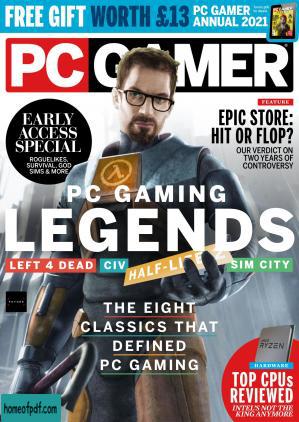 FREE GIFT WORTH £13 PC GAMER
ANNUAL 2021
PC GAMER
FEATURE
EPIC STORE:
HIT OR FLOP?
OUR VERDICT ON
TWO YEARS OF
CONTROVERSY
EARLY
ACCESS
SPECIAL
ROGUELIKES,
SURVIVAL, GOD
SIMS & MORE
PC GAMING
LEGENDS
LEFT 4 DEAD CIV HALF-LIFE 2 SIM CITY
THE EIGHT
CLASSICS THAT
DEFINED
PC GAMING
FUTURE
RYZEN
HARDWARE
TOP CPUs
REVIEWED
INTEL'S NOT THE
KING ANYMORE
homeofpdf.com